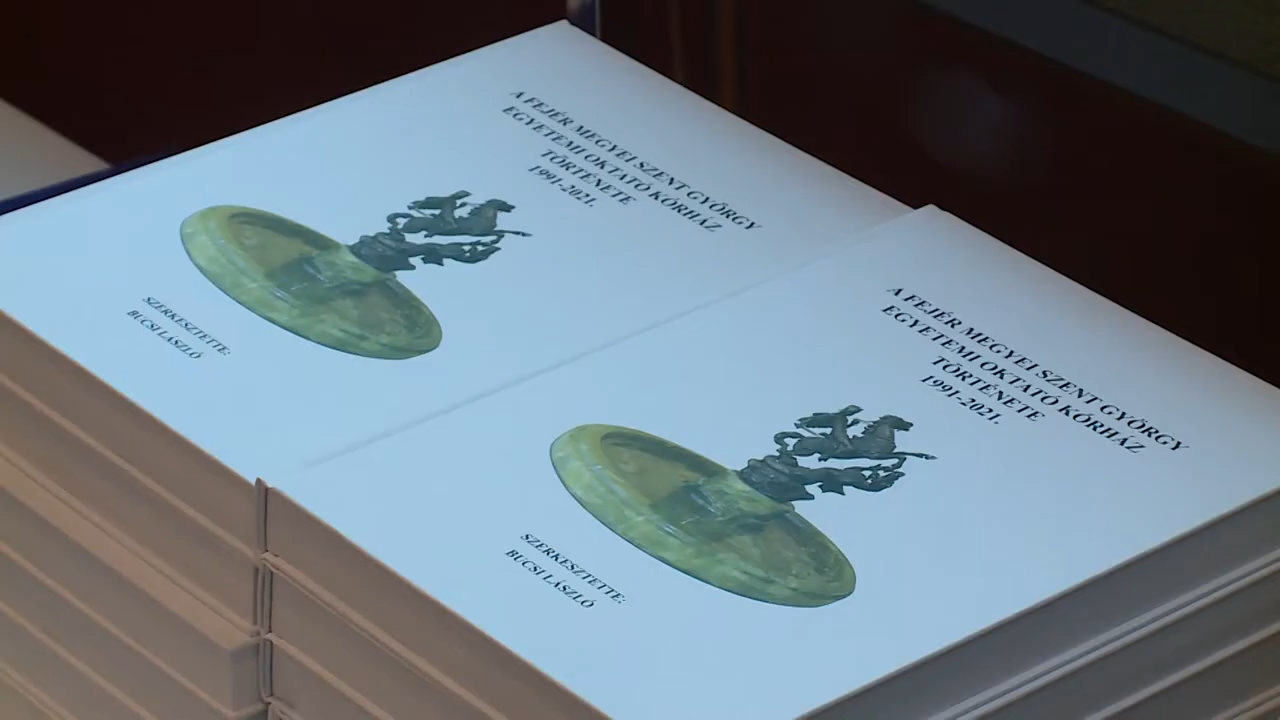 A FEJÉR MEGYEI SZENT GYÖRGY
EGYETEMI OKTATÓ KÓRHÁZ
TÖRTÉNETE
1991-2021.
SZERKESZTETTE:
BUCSI LÁSZLÓ
A FEJÉR MEGYEI SZENT GYÖRGY
EGYETEMI OKTATÓ KÓRHÁZ
TÖRTÉNETE
1991-2021.
SZERKESZTETTE:
BUCSI LÁSZLÓ